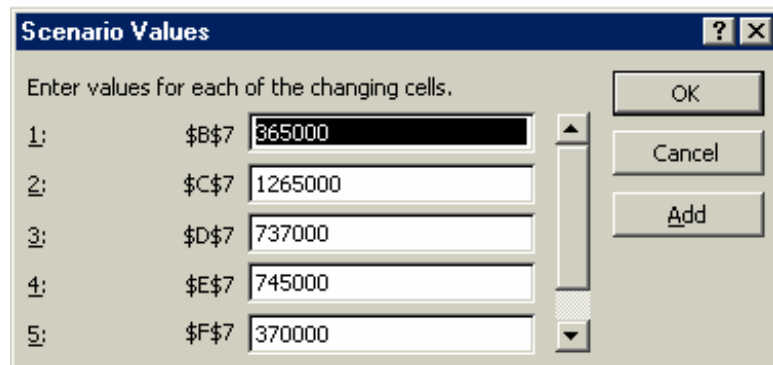 Scenario Values
Enter values for each of the changing cells.
1: $B$7 365000
2: $C$7 1265000
3: $D$7 737000
4: $E$7 745000
5: $F$7 370000
OK
Cancel
Add